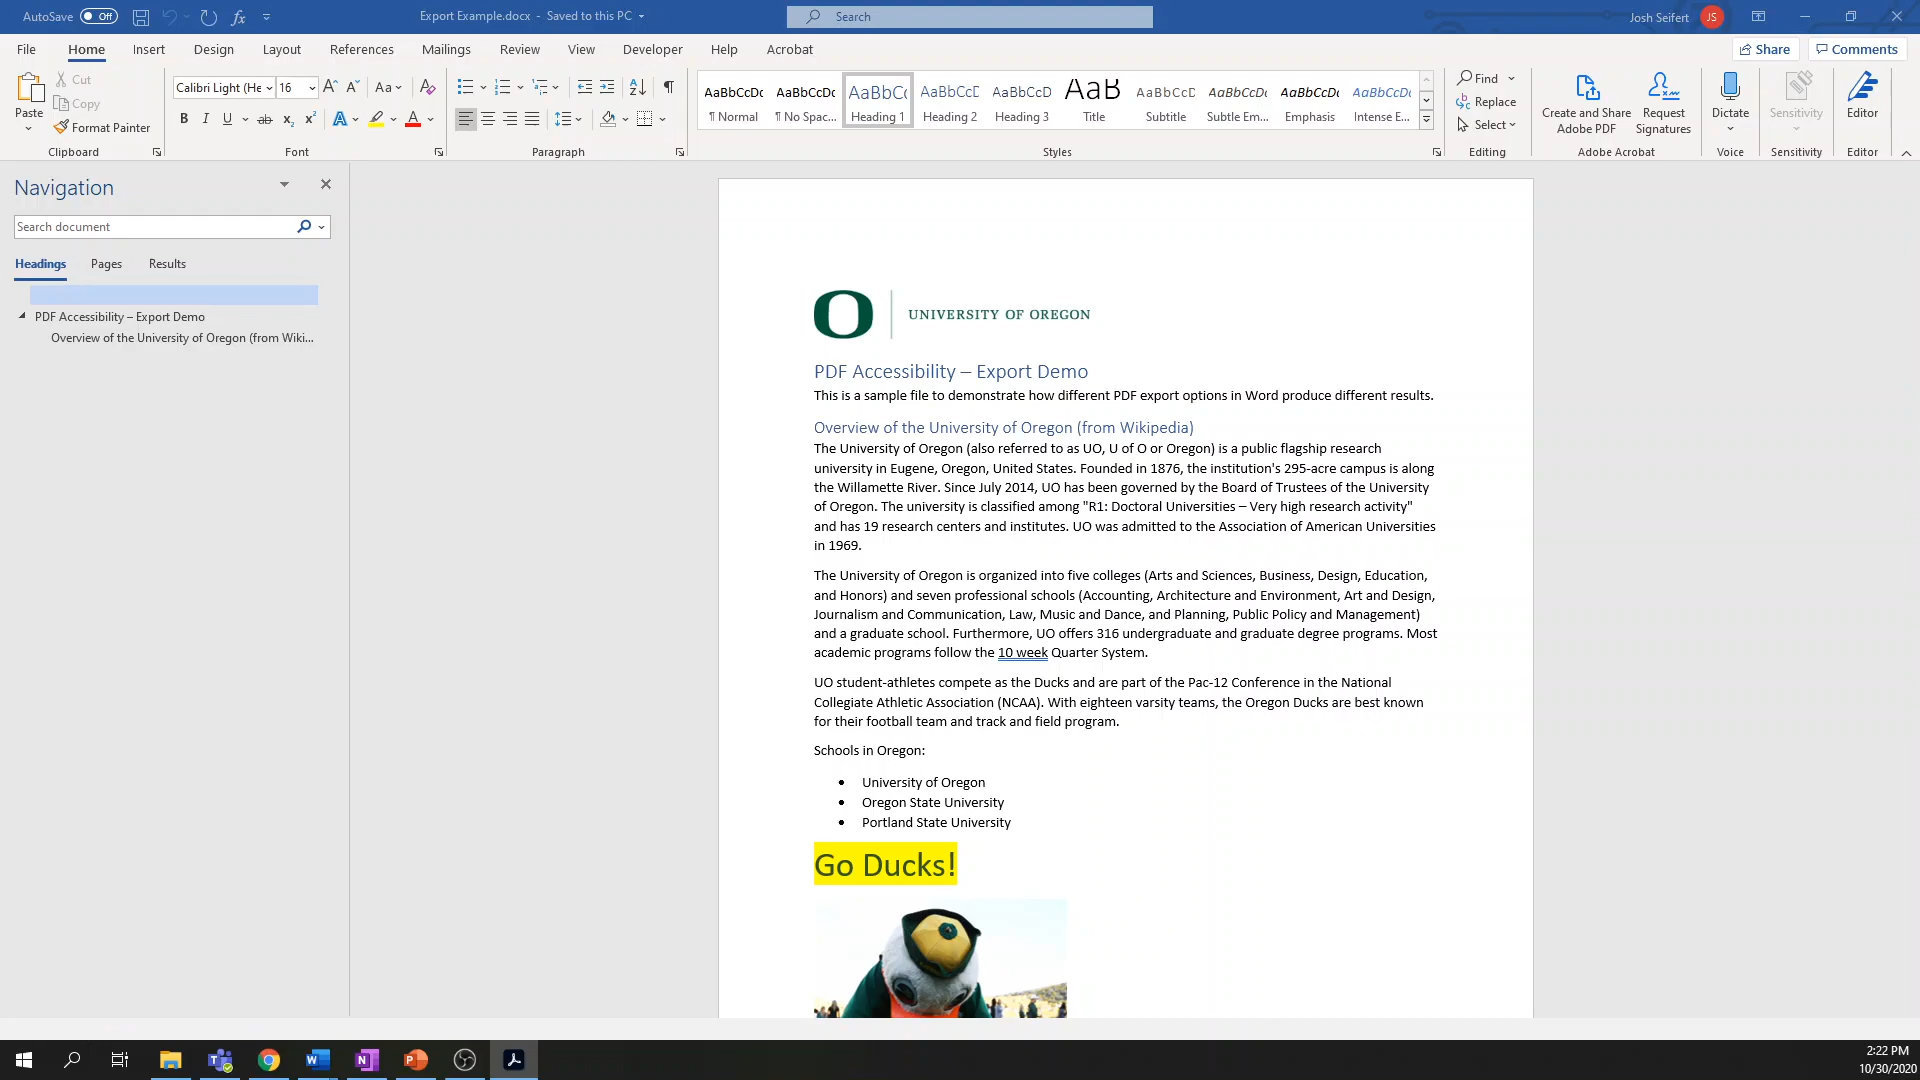 AutoSave Off
Export Example.docx - Saved to this PC
Search
Josh Seifert JS
File Home Insert Design Layout References Mailings Review View Developer Help Acrobat
Share Comments
Paste
Cut
Copy
Format Painter
Clipboard
Calibri Light (He 16
Font
Paragraph
AaBbCcDc AaBbCcDc AaBbCc AaBbCcD AaBbCcD AaB AaBbCcD AaBbCcDc AaBbCcDc AaBbCcDc
¶ Normal ¶ No Spac... Heading 1 Heading 2 Heading 3 Title Subtitle Subtle Em... Emphasis Intense E...
Styles
Find
Replace
Select
Editing
Create and Share Adobe PDF
Request Signatures
Adobe Acrobat
Dictate
Voice
Sensitivity
Sensitivity
Editor
Editor
Navigation
Search document
Headings Pages Results
PDF Accessibility – Export Demo
Overview of the University of Oregon (from Wiki...
O UNIVERSITY OF OREGON
PDF Accessibility – Export Demo
This is a sample file to demonstrate how different PDF export options in Word produce different results.
Overview of the University of Oregon (from Wikipedia)
The University of Oregon (also referred to as UO, U of O or Oregon) is a public flagship research
university in Eugene, Oregon, United States. Founded in 1876, the institution's 295-acre campus is along
the Willamette River. Since July 2014, UO has been governed by the Board of Trustees of the University
of Oregon. The university is classified among "R1: Doctoral Universities – Very high research activity"
and has 19 research centers and institutes. UO was admitted to the Association of American Universities
in 1969.
The University of Oregon is organized into five colleges (Arts and Sciences, Business, Design, Education,
and Honors) and seven professional schools (Accounting, Architecture and Environment, Art and Design,
Journalism and Communication, Law, Music and Dance, and Planning, Public Policy and Management)
and a graduate school. Furthermore, UO offers 316 undergraduate and graduate degree programs. Most
academic programs follow the 10 week Quarter System.
UO student-athletes compete as the Ducks and are part of the Pac-12 Conference in the National
Collegiate Athletic Association (NCAA). With eighteen varsity teams, the Oregon Ducks are best known
for their football team and track and field program.
Schools in Oregon:
• University of Oregon
• Oregon State University
• Portland State University
Go Ducks!
2:22 PM
10/30/2020